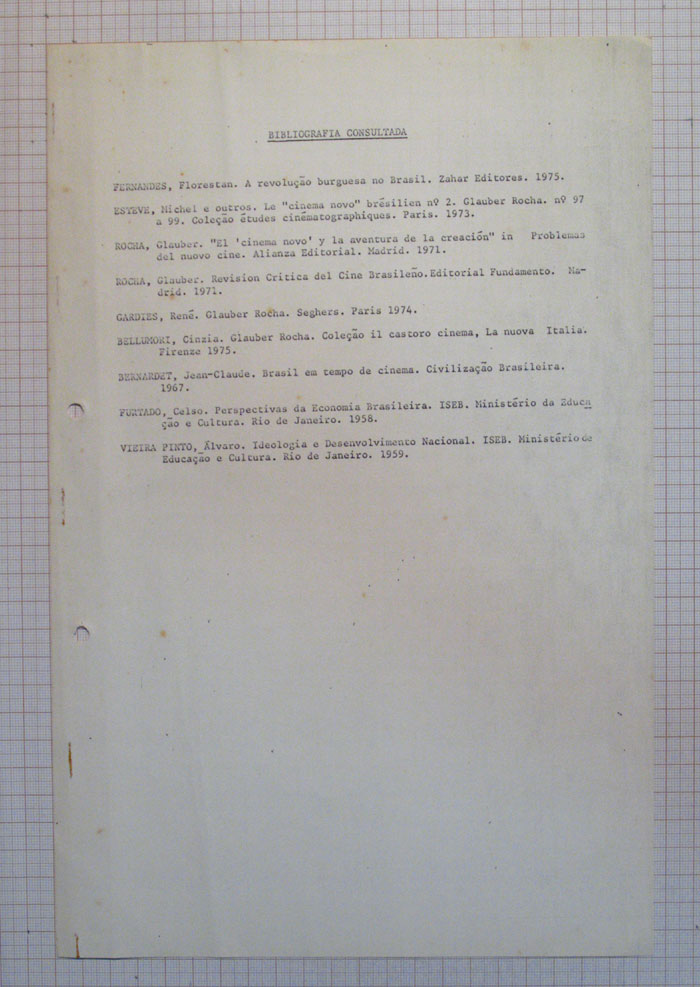 BIBLIOGRAFIA CONSULTADA
FERNANDES, Florestan. A revolução burguesa no Brasil. Zahar Editores. 1975.
ESTEVE, Michel e outros. Le "cinema novo" brésilien nº 2. Glauber Rocha. nº 97
a 99. Coleção études cinématographiques. Paris. 1973.
ROCHA, Glauber. "El 'cinema novo' y la aventura de la creación" in Problemas
del nuovo cine. Alianza Editorial. Madrid. 1971.
ROCHA, Glauber. Revision Critica del Cine Brasileño.Editorial Fundamento. Ma-
drid. 1971.
GARDIES, René. Glauber Rocha. Seghers. Paris 1974.
BELLUMORI, Cinzia. Glauber Rocha. Coleção il castoro cinema, La nuova Italia.
Firenze 1975.
BERNARDET, Jean-Claude. Brasil em tempo de cinema. Civilização Brasileira.
1967.
FURTADO, Celso. Perspectivas da Economia Brasileira. ISEB. Ministério da Educa
ção e Cultura. Rio de Janeiro. 1958.
VIEIRA PINTO, Álvaro. Ideologia e Desenvolvimento Nacional. ISEB. Ministério de
Educação e Cultura. Rio de Janeiro. 1959.